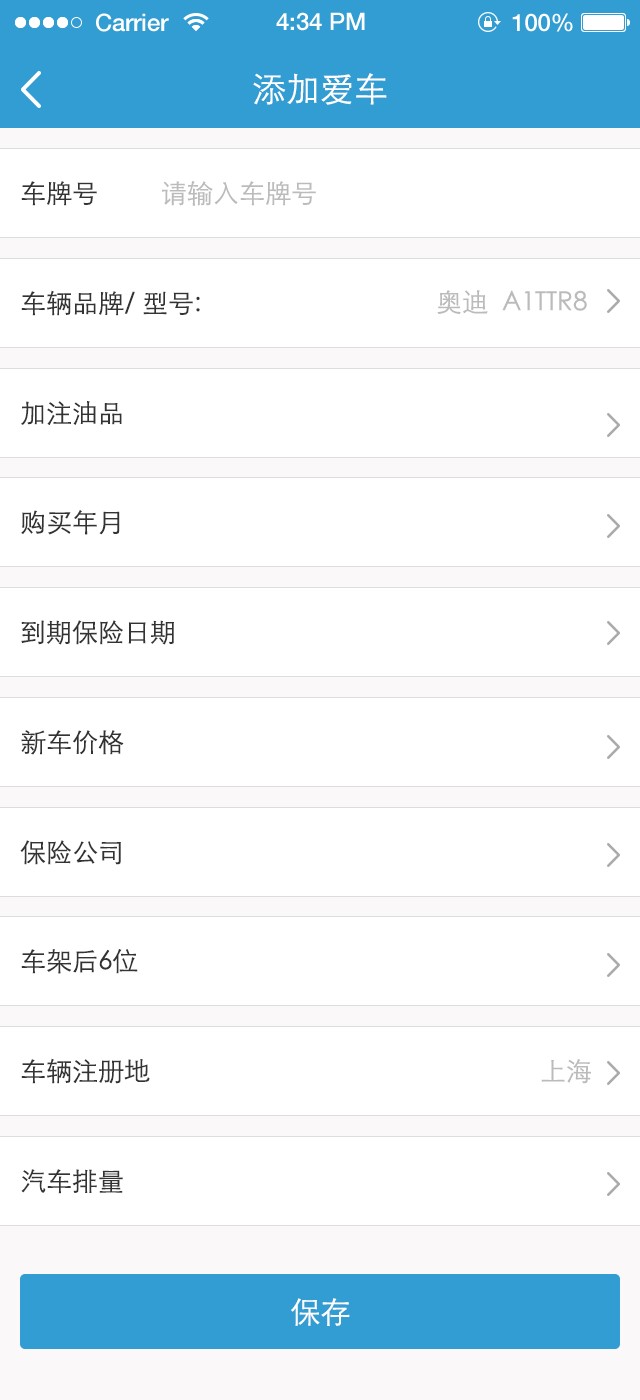 Carrier 4:34 PM 100%
添加爱车
车牌号 请输入车牌号
车辆品牌/ 型号: 奥迪 A1TTR8
加注油品
购买年月
到期保险日期
新车价格
保险公司
车架后6位
车辆注册地 上海
汽车排量
保存